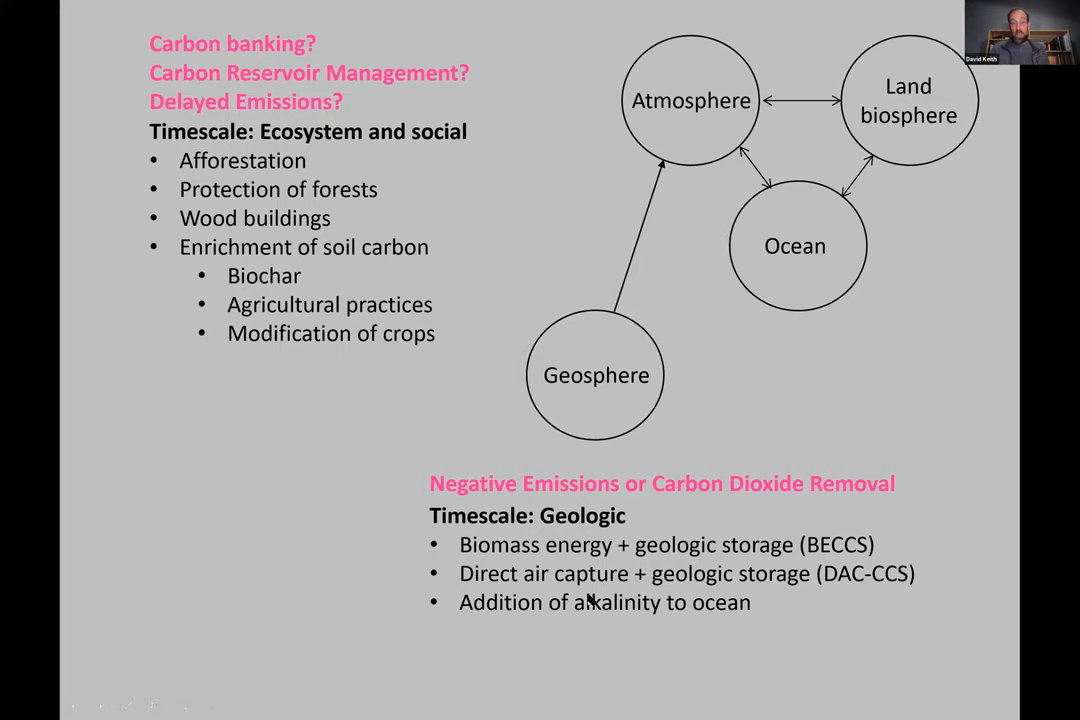 Carbon banking?
Carbon Reservoir Management?
Delayed Emissions?
Timescale: Ecosystem and social
• Afforestation
• Protection of forests
• Wood buildings
• Enrichment of soil carbon
• Biochar
• Agricultural practices
• Modification of crops
Atmosphere
Land
biosphere
Ocean
Geosphere
David Keith
Negative Emissions or Carbon Dioxide Removal
Timescale: Geologic
• Biomass energy + geologic storage (BECCS)
• Direct air capture + geologic storage (DAC-CCS)
• Addition of alkalinity to ocean